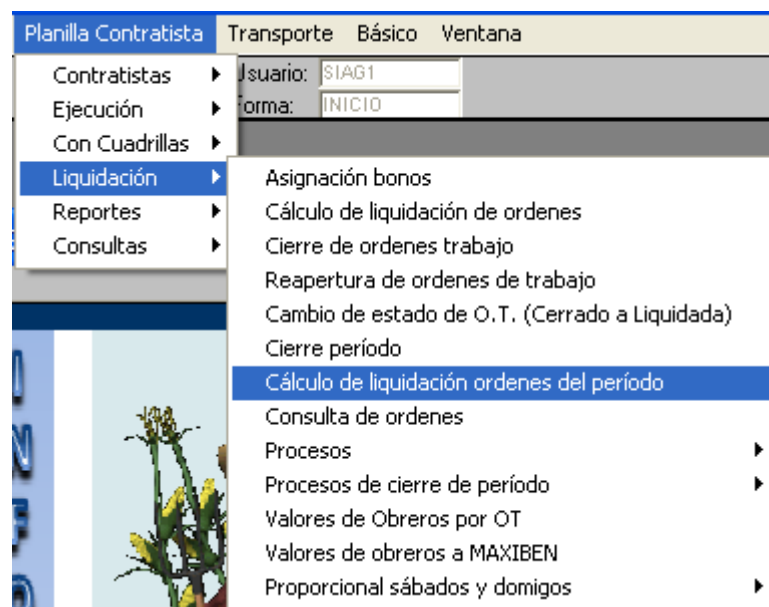 Planilla Contratista Transporte Básico Ventana
Contratistas
Usuario: SIAG1
Ejecución
Forma: INICIO
Con Cuadrillas
Liquidación
Reportes
Consultas
Asignación bonos
Cálculo de liquidación de ordenes
Cierre de ordenes trabajo
Reapertura de ordenes de trabajo
Cambio de estado de O.T. (Cerrado a Liquidada)
Cierre período
Cálculo de liquidación ordenes del período
Consulta de ordenes
Procesos
Procesos de cierre de período
Valores de Obreros por OT
Valores de obreros a MAXIBEN
Proporcional sábados y domigos